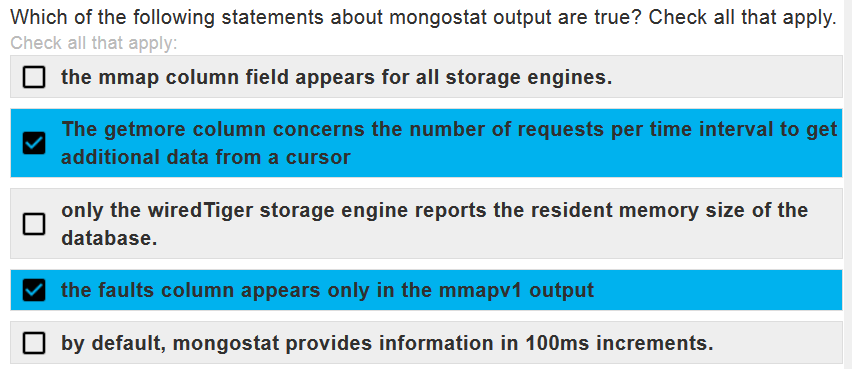 Which of the following statements about mongostat output are true? Check all that apply.
Check all that apply:
the mmap column field appears for all storage engines.
The getmore column concerns the number of requests per time interval to get
additional data from a cursor
only the wiredTiger storage engine reports the resident memory size of the
database.
the faults column appears only in the mmapv1 output
by default, mongostat provides information in 100ms increments.